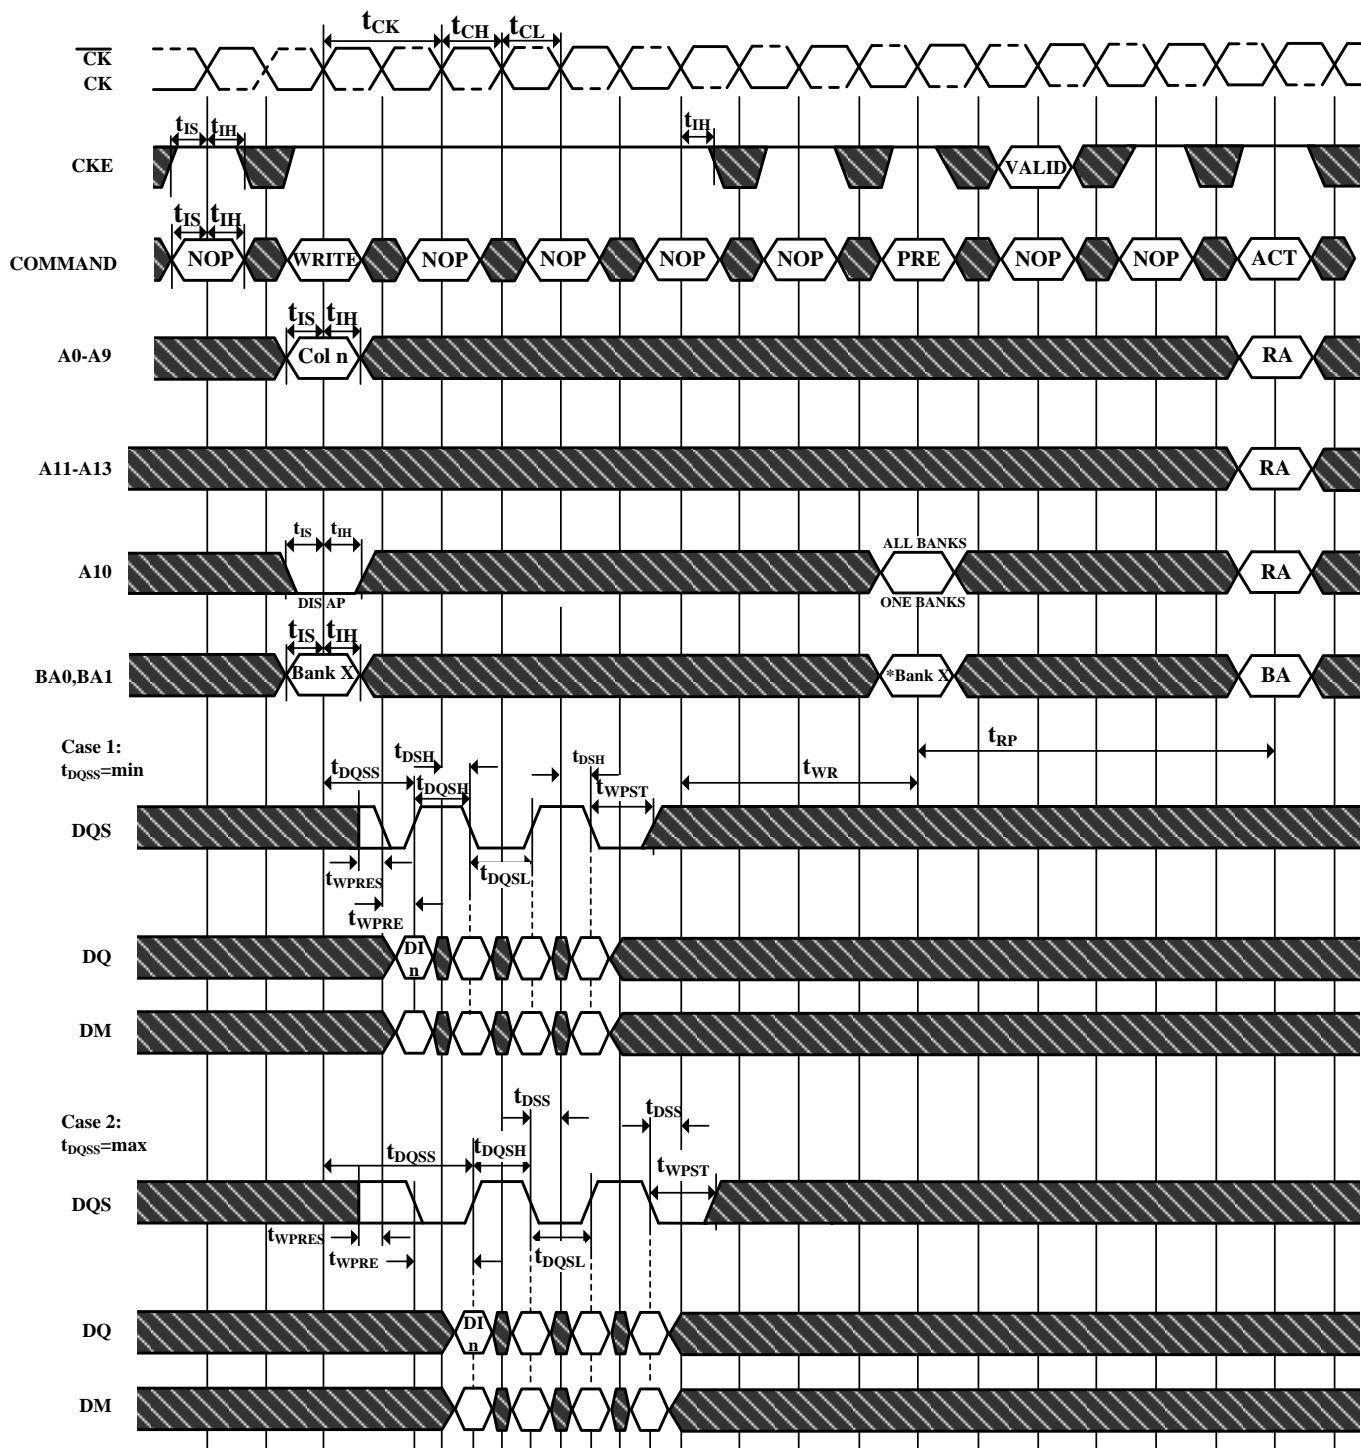 tCK tCH tCL
CK
CK
tIS tIH tIH
CKE VALID
tIS tIH
COMMAND NOP WRITE NOP NOP NOP NOP PRE NOP NOP ACT
tIS tIH
A0-A9 Col n RA
A11-A13 RA
tIS tIH ALL BANKS
A10 RA
DIS AP ONE BANKS
tIS tIH
BA0,BA1 Bank X *Bank X BA
Case 1:
tDQSS=min
tDSH tDSH tRP
tDQSS tDQSH tWPST tWR
DQS
tWPRES tDQSL
tWPRE
DQ DI
n
DM
Case 2:
tDQSS=max
tDSS tDSS
tDQSS tDQSH tWPST
DQS
tWPRES tWPRE tDQSL
DQ DI
n
DM